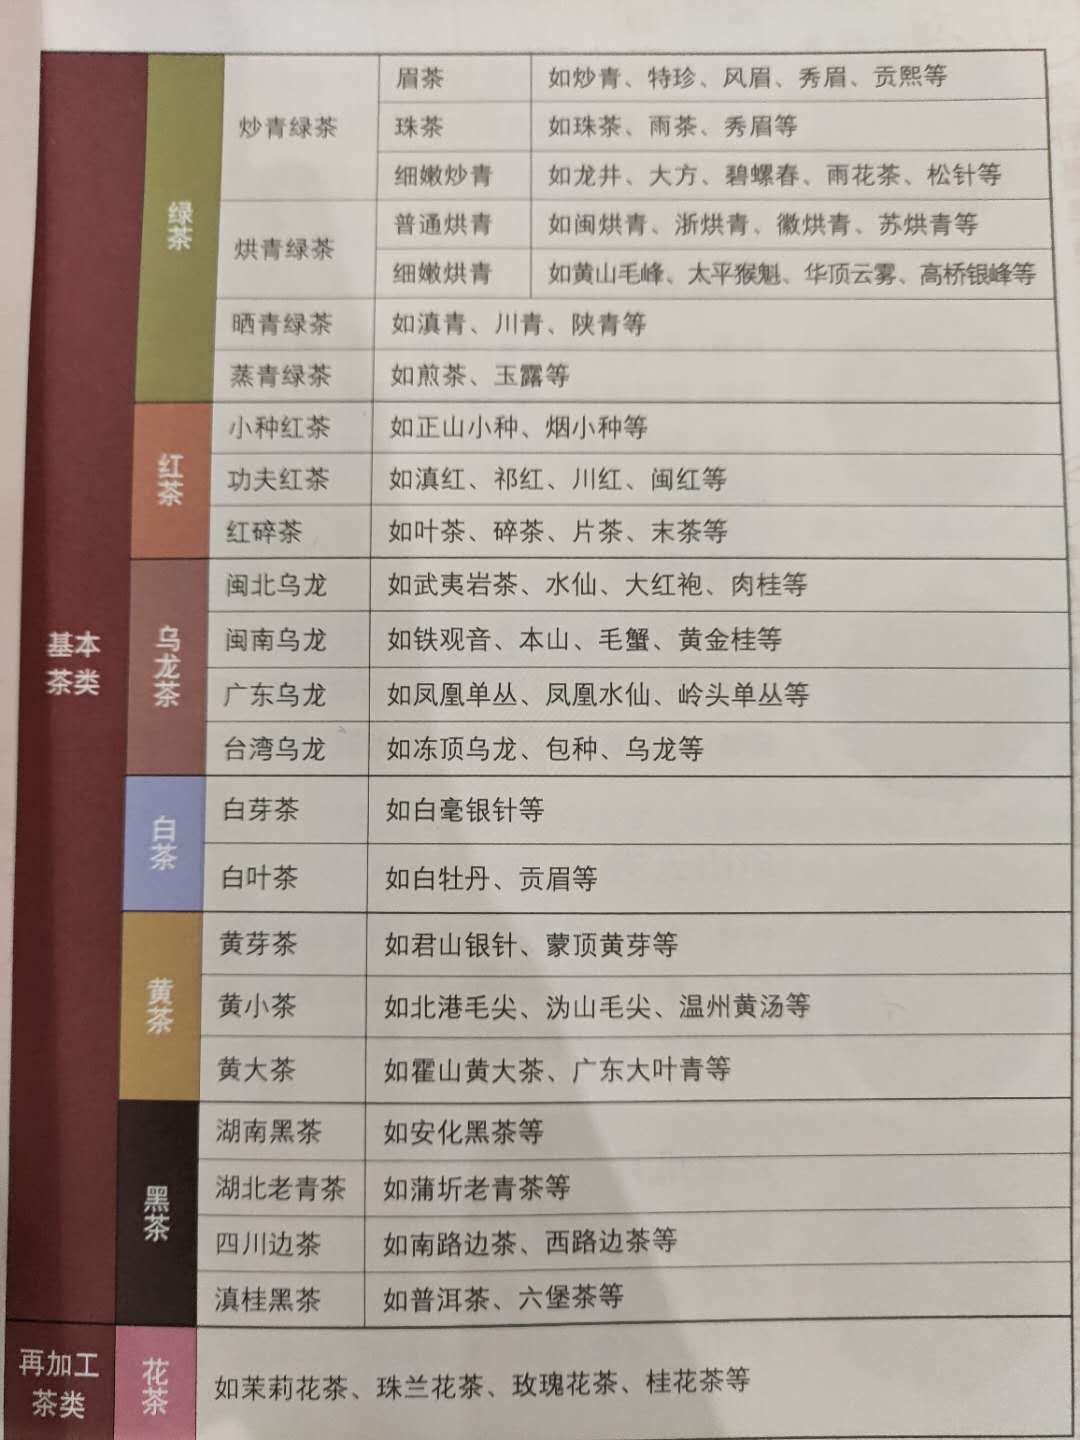 基本
茶类
绿茶
炒青绿茶
眉茶
如炒青、特珍、风眉、秀眉、贡熙等
珠茶
如珠茶、雨茶、秀眉等
细嫩炒青
如龙井、大方、碧螺春、雨花茶、松针等
烘青绿茶
普通烘青
如闽烘青、浙烘青、徽烘青、苏烘青等
细嫩烘青
如黄山毛峰、太平猴魁、华顶云雾、高桥银峰等
晒青绿茶
如滇青、川青、陕青等
蒸青绿茶
如煎茶、玉露等
红茶
小种红茶
如正山小种、烟小种等
功夫红茶
如滇红、祁红、川红、闽红等
红碎茶
如叶茶、碎茶、片茶、末茶等
乌龙茶
闽北乌龙
如武夷岩茶、水仙、大红袍、肉桂等
闽南乌龙
如铁观音、本山、毛蟹、黄金桂等
广东乌龙
如凤凰单丛、凤凰水仙、岭头单丛等
台湾乌龙
如冻顶乌龙、包种、乌龙等
白茶
白芽茶
如白毫银针等
白叶茶
如白牡丹、贡眉等
黄茶
黄芽茶
如君山银针、蒙顶黄芽等
黄小茶
如北港毛尖、沩山毛尖、温州黄汤等
黄大茶
如霍山黄大茶、广东大叶青等
黑茶
湖南黑茶
如安化黑茶等
湖北老青茶
如蒲圻老青茶等
四川边茶
如南路边茶、西路边茶等
滇桂黑茶
如普洱茶、六堡茶等
再加工
茶类
花茶
如茉莉花茶、珠兰花茶、玫瑰花茶、桂花茶等